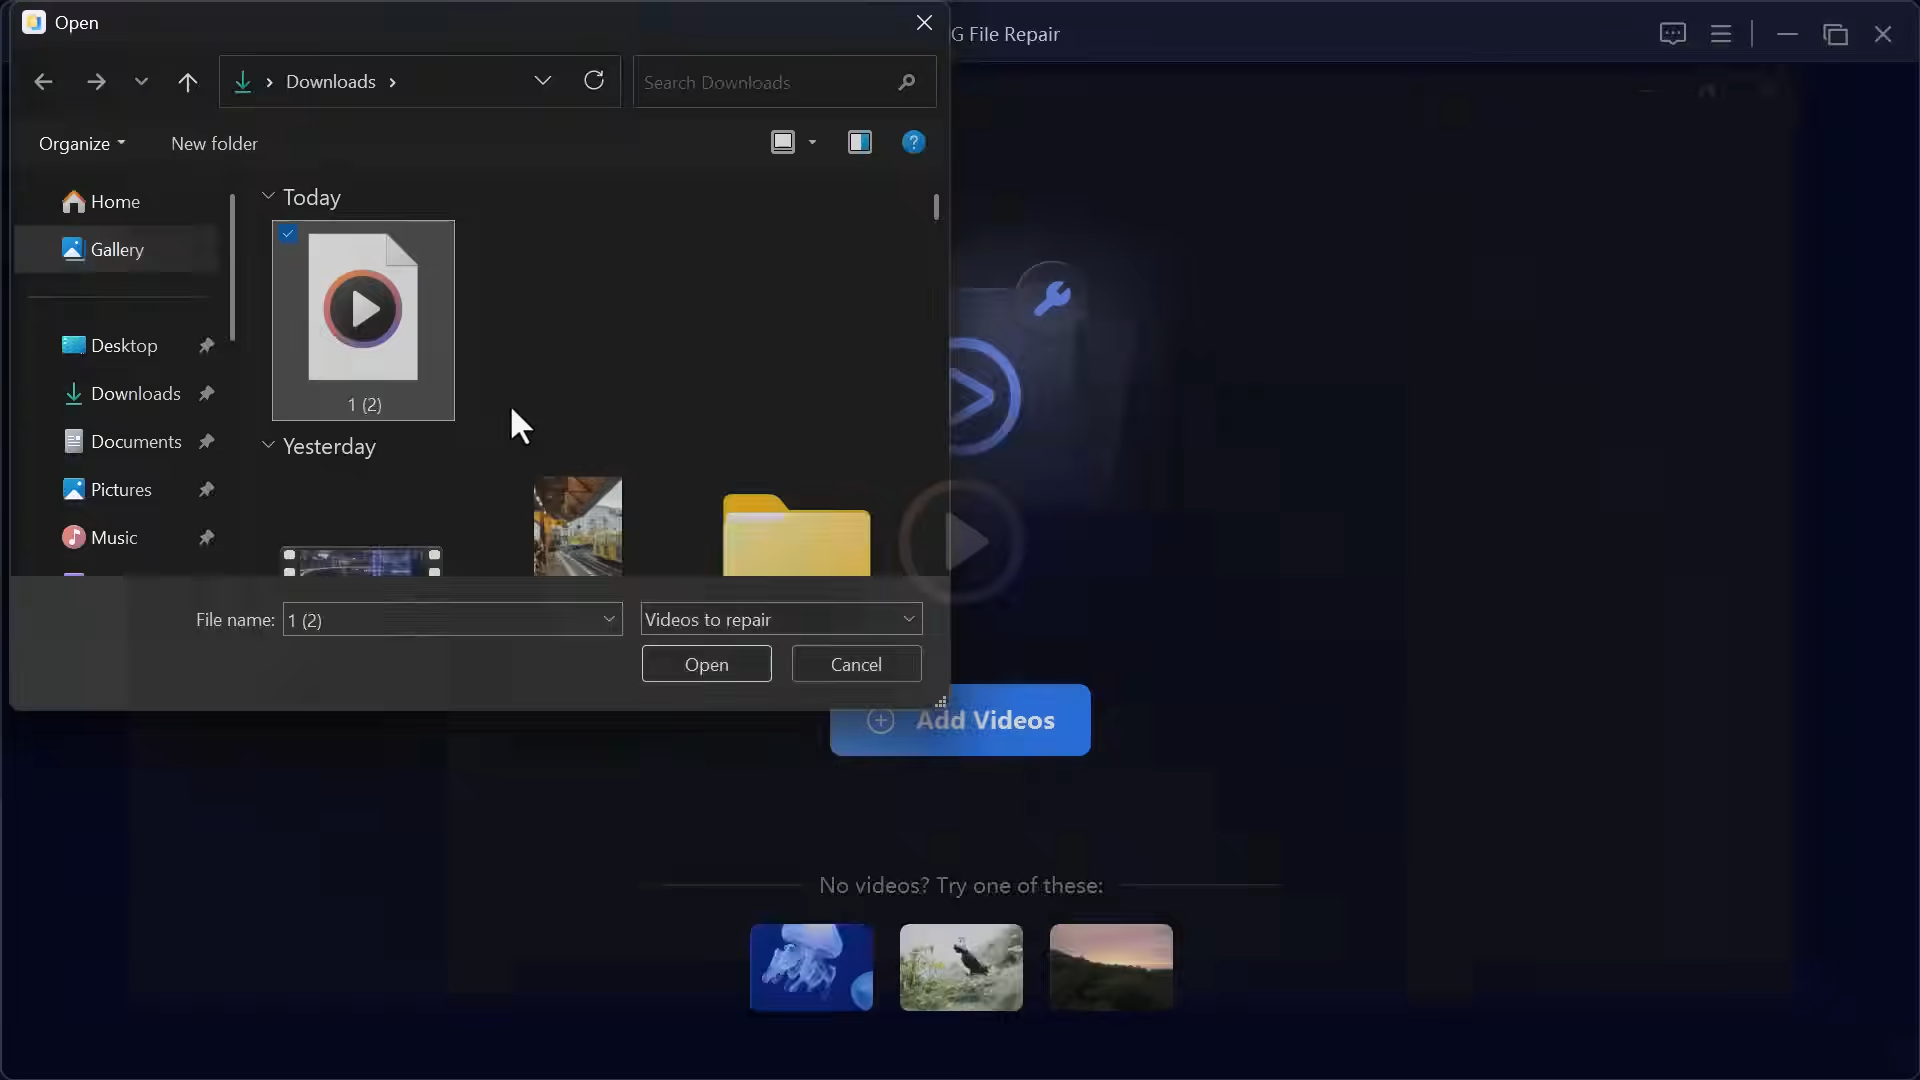 Open
G File Repair
Downloads
Search Downloads
Organize
New folder
Home
Gallery
Desktop
Downloads
Documents
Pictures
Music
Today
1 (2)
Yesterday
File name:
1 (2)
Videos to repair
Open
Cancel
Add Videos
No videos? Try one of these: